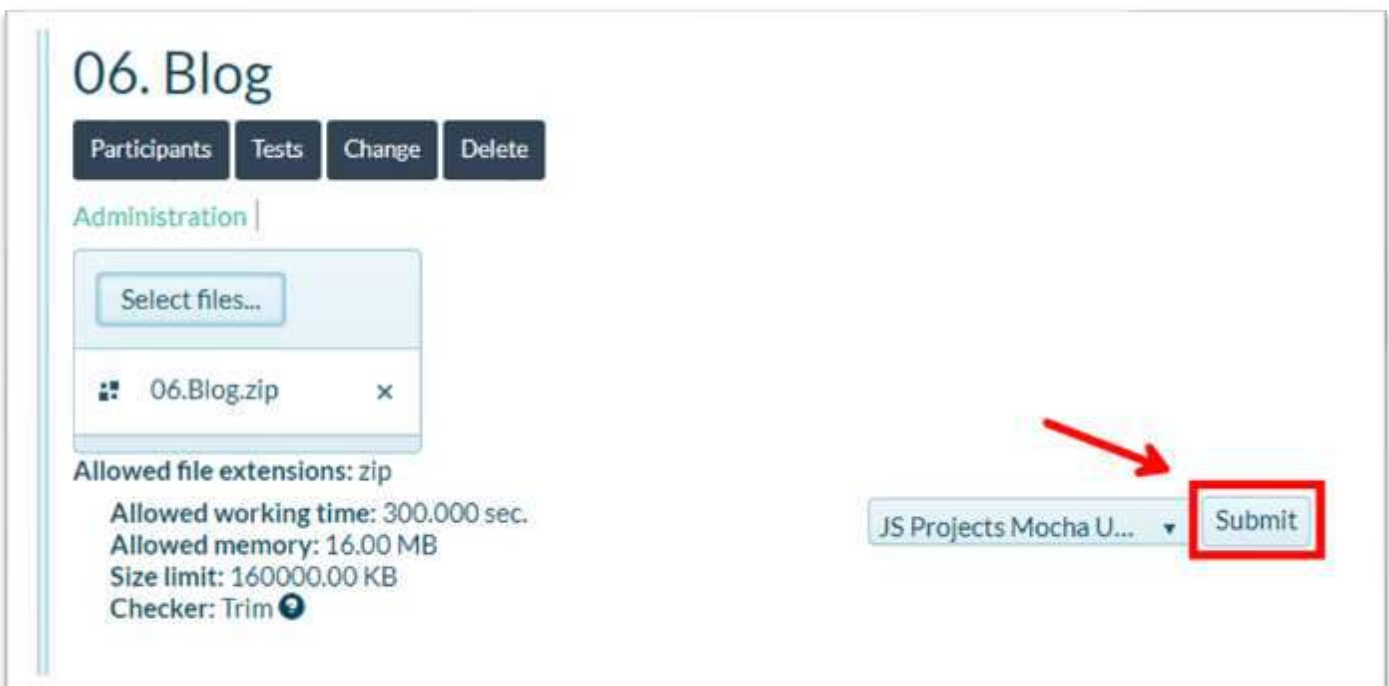 06. Blog
Participants Tests Change Delete
Administration
Select files...
06.Blog.zip ×
Allowed file extensions: zip
Allowed working time: 300.000 sec.
Allowed memory: 16.00 MB
Size limit: 160000.00 KB
Checker: Trim ?
JS Projects Mocha U... ▼ Submit